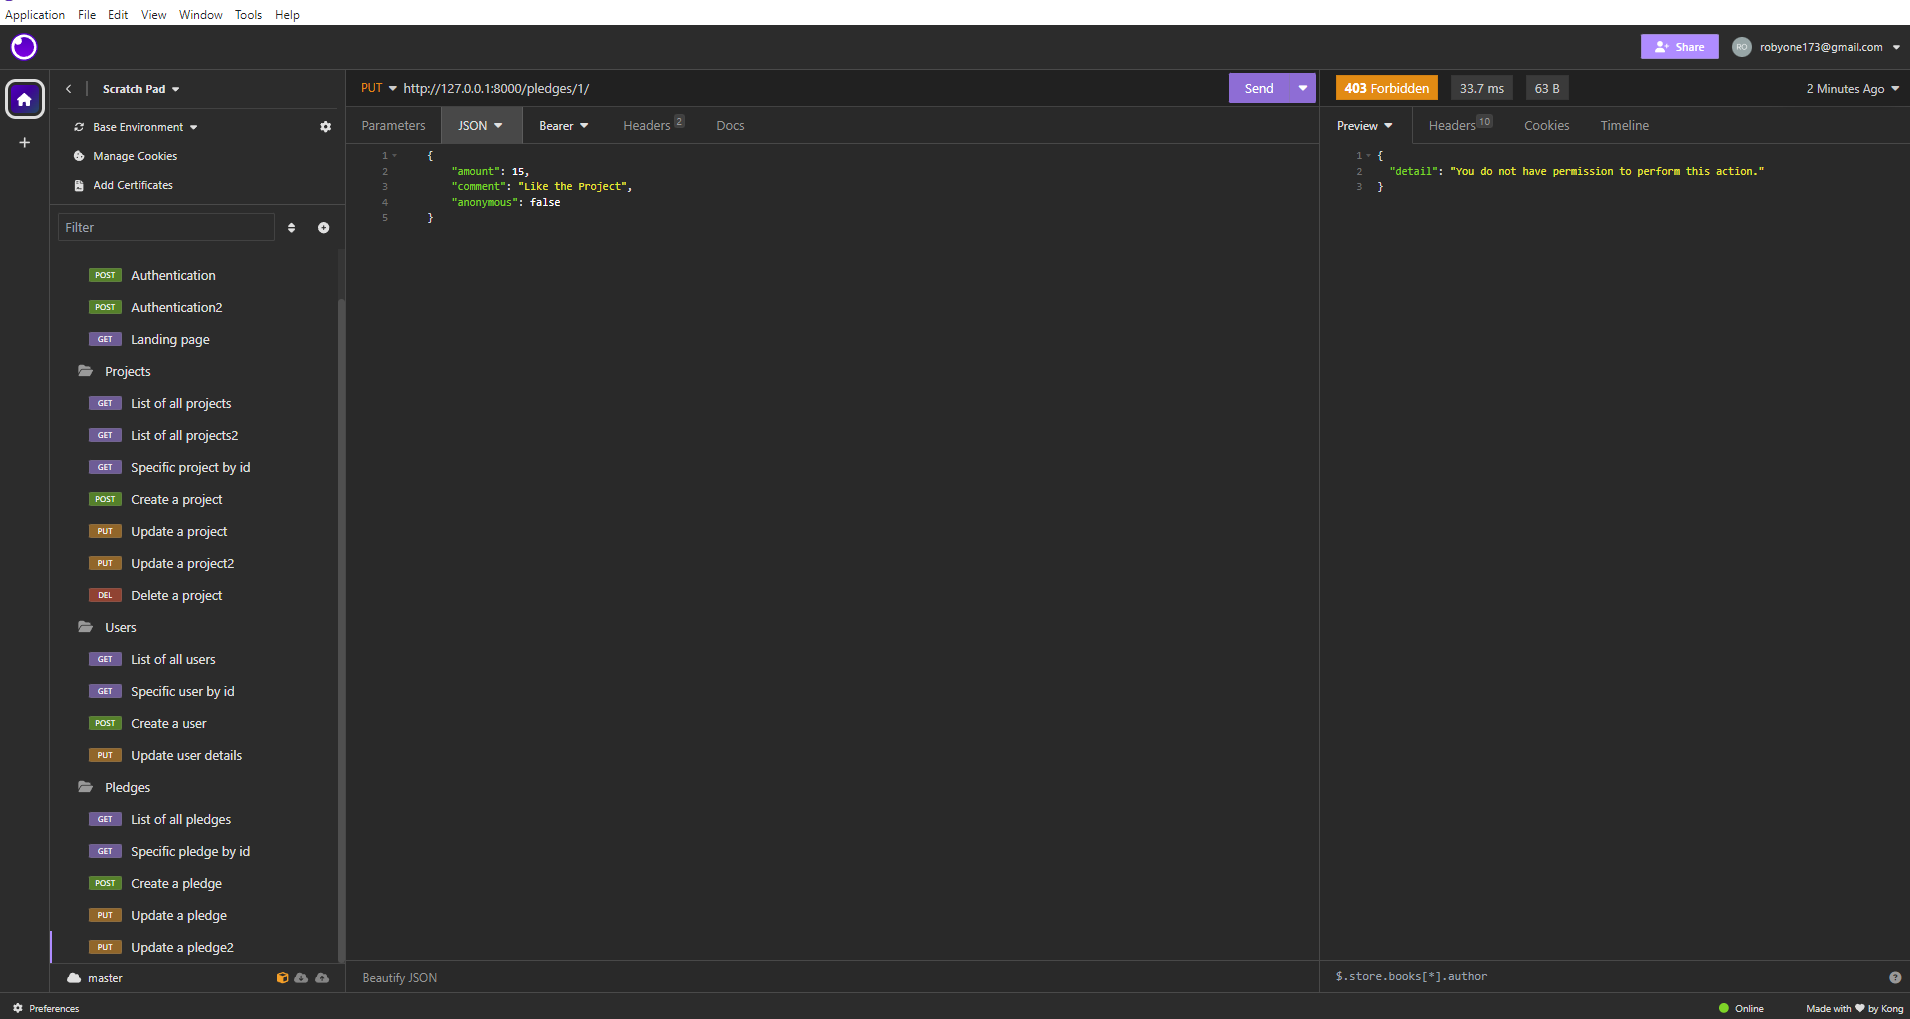 Application File Edit View Window Tools Help
Share
RO
robyone173@gmail.com
Scratch Pad
Base Environment
Manage Cookies
Add Certificates
Filter
POST Authentication
POST Authentication2
GET Landing page
Projects
GET List of all projects
GET List of all projects2
GET Specific project by id
POST Create a project
PUT Update a project
PUT Update a project2
DEL Delete a project
Users
GET List of all users
GET Specific user by id
POST Create a user
PUT Update user details
Pledges
GET List of all pledges
GET Specific pledge by id
POST Create a pledge
PUT Update a pledge
PUT Update a pledge2
master
PUT http://127.0.0.1:8000/pledges/1/ Send
Parameters JSON Bearer Headers 2 Docs
1 {
2 "amount": 15,
3 "comment": "Like the Project",
4 "anonymous": false
5 }
Beautify JSON
403 Forbidden 33.7 ms 63 B 2 Minutes Ago
Preview Headers 10 Cookies Timeline
1 {
2 "detail": "You do not have permission to perform this action."
3 }
$.store.books[*].author
Preferences
Online
Made with ♥ by Kong